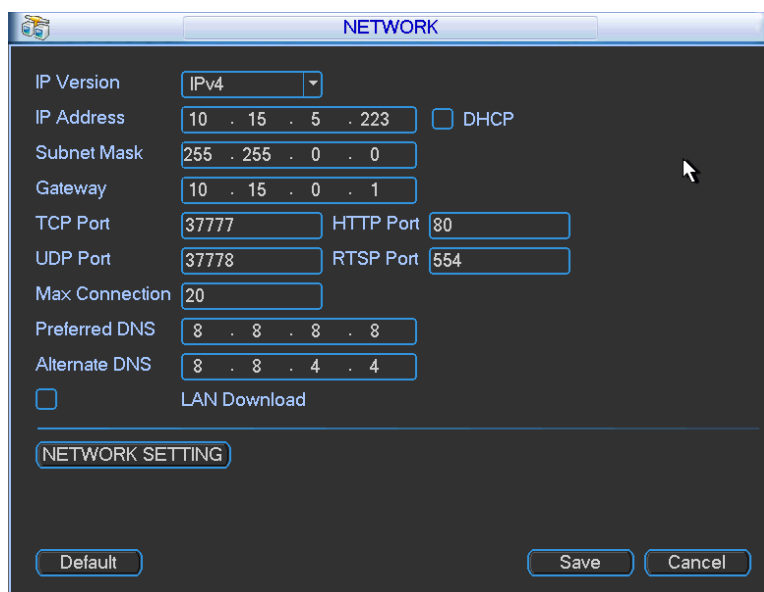 NETWORK
IP Version IPv4
IP Address 10 . 15 . 5 . 223 DHCP
Subnet Mask 255 . 255 . 0 . 0
Gateway 10 . 15 . 0 . 1
TCP Port 37777 HTTP Port 80
UDP Port 37778 RTSP Port 554
Max Connection 20
Preferred DNS 8 . 8 . 8 . 8
Alternate DNS 8 . 8 . 4 . 4
LAN Download
NETWORK SETTING
Default Save Cancel